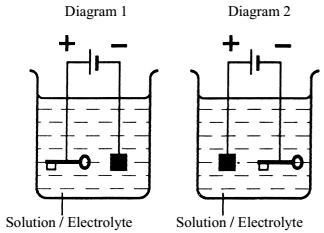 Diagram 1
Diagram 2
+ −
+ −
Solution / Electrolyte
Solution / Electrolyte